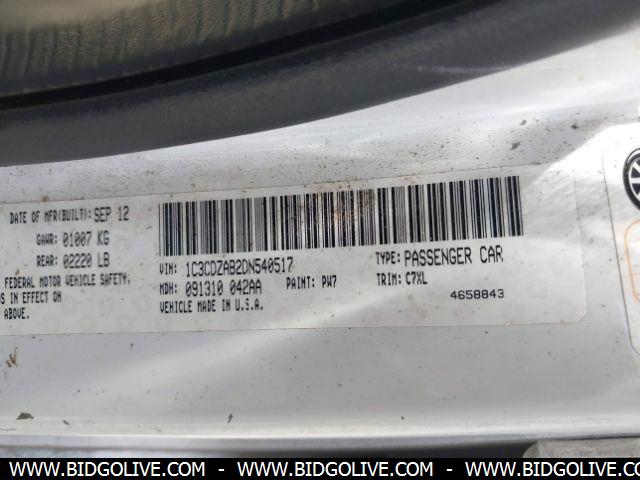 DATE OF MFR(BUILT): SEP 12
GAWR: 01007 KG
REAR: 02220 LB
FEDERAL MOTOR VEHICLE SAFETY.
S IN EFFECT ON
ABOVE.
VIN: 1C3CDZAB2DN540517
TYPE: PASSENGER CAR
MDH: 091310 042AA
PAINT: PW7
TRIM: C7XL
VEHICLE MADE IN U.S.A.
4658843
WWW.BIDGOLIVE.COM - WWW.BIDGOLIVE.COM - WWW.BIDGOLIVE.COM